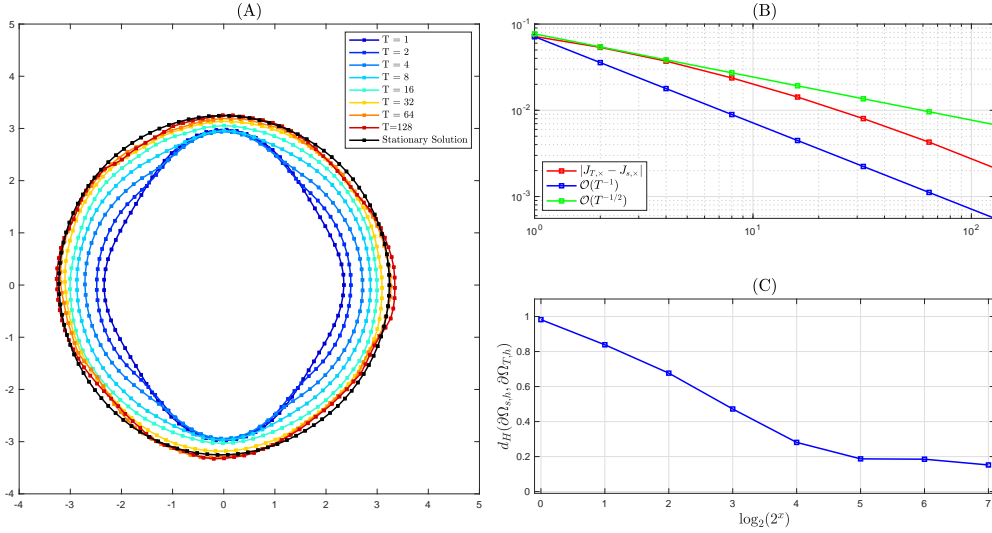 (A)
5
4
3
2
1
0
-1
-2
-3
-4
-4
-3
-2
-1
0
1
2
3
4
5
T = 1
T = 2
T = 4
T = 8
T = 16
T = 32
T = 64
T=128
Stationary Solution
(B)
10^{-1}
10^{-2}
10^{-3}
10^{0}
10^{1}
10^{2}
|J_{T,×} − J_{s,×}|
𝒪(T^{−1})
𝒪(T^{−1/2})
(C)
d_H(∂Ω_{s,h}, ∂Ω_{T,h})
1
0.8
0.6
0.4
0.2
0
0
1
2
3
4
5
6
7
log_2(2^x)